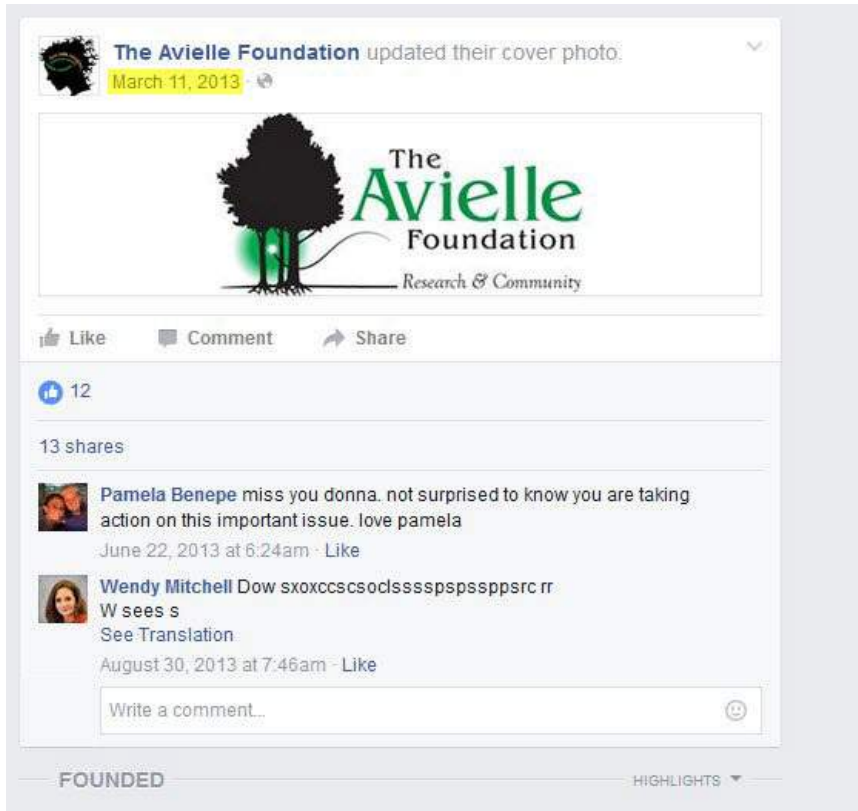 The Avielle Foundation updated their cover photo.
March 11, 2013 ·
The
Avielle
Foundation
Research & Community
Like Comment Share
12
13 shares
Pamela Benepe miss you donna. not surprised to know you are taking
action on this important issue. love pamela
June 22, 2013 at 6:24am · Like
Wendy Mitchell Dow sxoxccscsoclsssspspssppsrc rr
W sees s
See Translation
August 30, 2013 at 7:46am · Like
Write a comment...
FOUNDED HIGHLIGHTS